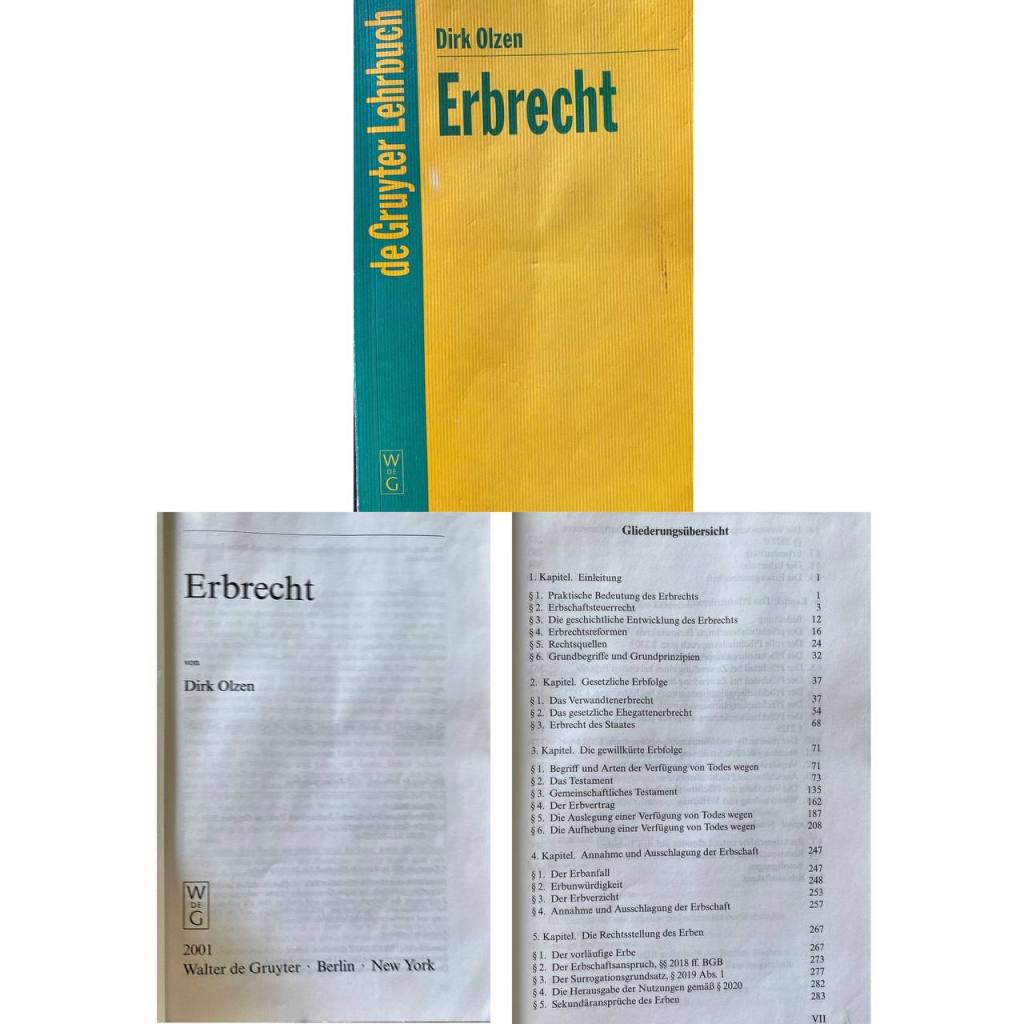 de Gruyter Lehrbuch
Dirk Olzen
Erbrecht
W
DE
G
Erbrecht
vom
Dirk Olzen
W
DE
G
2001
Walter de Gruyter · Berlin · New York
Gliederungsübersicht
1. Kapitel. Einleitung 1
§ 1. Praktische Bedeutung des Erbrechts 1
§ 2. Erbschaftsteuerrecht 3
§ 3. Die geschichtliche Entwicklung des Erbrechts 12
§ 4. Erbrechtsreformen 16
§ 5. Rechtsquellen 24
§ 6. Grundbegriffe und Grundprinzipien 32
2. Kapitel. Gesetzliche Erbfolge 37
§ 1. Das Verwandtenerbrecht 37
§ 2. Das gesetzliche Ehegattenerbrecht 54
§ 3. Erbrecht des Staates 68
3. Kapitel. Die gewillkürte Erbfolge 71
§ 1. Begriff und Arten der Verfügung von Todes wegen 71
§ 2. Das Testament 73
§ 3. Gemeinschaftliches Testament 135
§ 4. Der Erbvertrag 162
§ 5. Die Auslegung einer Verfügung von Todes wegen 187
§ 6. Die Aufhebung einer Verfügung von Todes wegen 208
4. Kapitel. Annahme und Ausschlagung der Erbschaft 247
§ 1. Der Erbanfall 247
§ 2. Erbunwürdigkeit 248
§ 3. Der Erbverzicht 253
§ 4. Annahme und Ausschlagung der Erbschaft 257
5. Kapitel. Die Rechtsstellung des Erben 267
§ 1. Der vorläufige Erbe 267
§ 2. Der Erbschaftsanspruch, §§ 2018 ff. BGB 273
§ 3. Der Surrogationsgrundsatz, § 2019 Abs. 1 277
§ 4. Die Herausgabe der Nutzungen gemäß § 2020 282
§ 5. Sekundäransprüche des Erben 283
VII